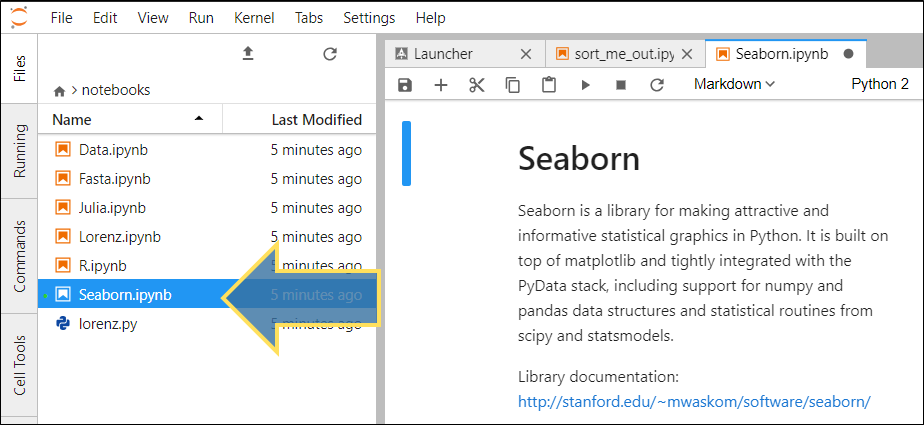 File Edit View Run Kernel Tabs Settings Help
Files
Running
Commands
Cell Tools
notebooks
Name Last Modified
Data.ipynb 5 minutes ago
Fasta.ipynb 5 minutes ago
Julia.ipynb 5 minutes ago
Lorenz.ipynb 5 minutes ago
R.ipynb 5 minutes ago
Seaborn.ipynb 5 minutes ago
lorenz.py 5 minutes ago
Launcher sort_me_out.ipy Seaborn.ipynb
Markdown Python 2
Seaborn
Seaborn is a library for making attractive and
informative statistical graphics in Python. It is built on
top of matplotlib and tightly integrated with the
PyData stack, including support for numpy and
pandas data structures and statistical routines from
scipy and statsmodels.
Library documentation:
http://stanford.edu/~mwaskom/software/seaborn/